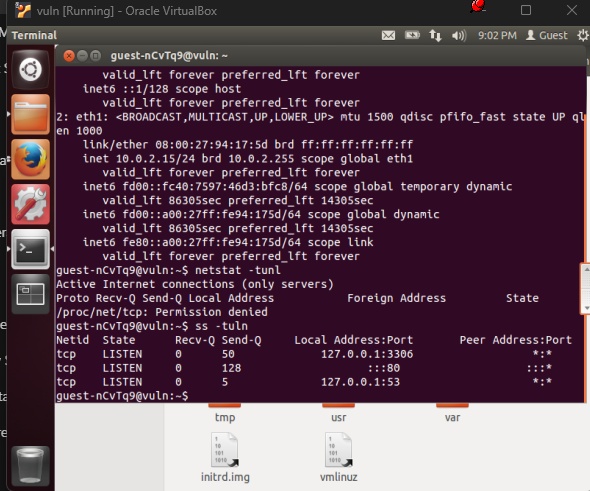 vuln [Running] - Oracle VirtualBox
Terminal
9:02 PM
Guest
guest-nCvTq9@vuln: ~
valid_lft forever preferred_lft forever
inet6 ::1/128 scope host
valid_lft forever preferred_lft forever
2: eth1: <BROADCAST,MULTICAST,UP,LOWER_UP> mtu 1500 qdisc pfifo_fast state UP ql
en 1000
link/ether 08:00:27:94:17:5d brd ff:ff:ff:ff:ff:ff
inet 10.0.2.15/24 brd 10.0.2.255 scope global eth1
valid_lft forever preferred_lft forever
inet6 fd00::fc40:7597:46d3:bfc8/64 scope global temporary dynamic
valid_lft 86305sec preferred_lft 14305sec
inet6 fd00::a00:27ff:fe94:175d/64 scope global dynamic
valid_lft 86305sec preferred_lft 14305sec
inet6 fe80::a00:27ff:fe94:175d/64 scope link
valid_lft forever preferred_lft forever
guest-nCvTq9@vuln:~$ netstat -tunl
Active Internet connections (only servers)
Proto Recv-Q Send-Q Local Address Foreign Address State
/proc/net/tcp: Permission denied
guest-nCvTq9@vuln:~$ ss -tuln
Netid State Recv-Q Send-Q Local Address:Port Peer Address:Port
tcp LISTEN 0 50 127.0.0.1:3306 *:*
tcp LISTEN 0 128 :::80 :::*
tcp LISTEN 0 5 127.0.0.1:53 *:*
guest-nCvTq9@vuln:~$
tmp
usr
var
initrd.img
vmlinuz